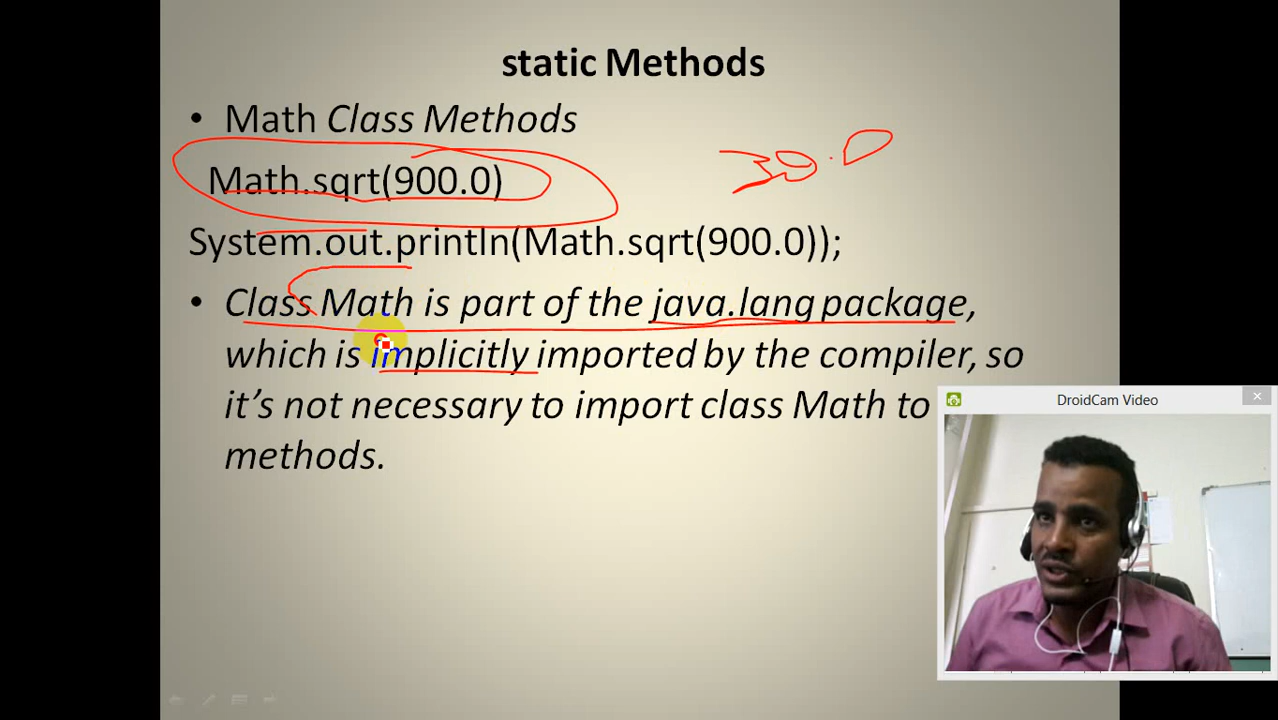 static Methods
• Math Class Methods
Math.sqrt(900.0)
30.0
System.out.println(Math.sqrt(900.0));
• Class Math is part of the java.lang package,
which is implicitly imported by the compiler, so
it’s not necessary to import class Math to
methods.
DroidCam Video